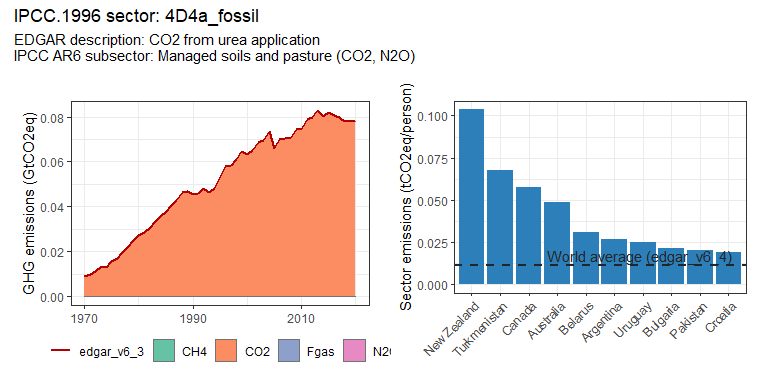 IPCC.1996 sector: 4D4a_fossil
EDGAR description: CO2 from urea application
IPCC AR6 subsector: Managed soils and pasture (CO2, N2O)
GHG emissions (GtCO2eq)
0.08
0.06
0.04
0.02
0.00
1970
1990
2010
edgar_v6_3
CH4
CO2
Fgas
N2
Sector emissions (tCO2eq/person)
0.100
0.075
0.050
0.025
0.000
World average (edgar_v6_4)
New Zealand
Turkmenistan
Canada
Australia
Belarus
Argentina
Uruguay
Bulgaria
Pakistan
Croatia